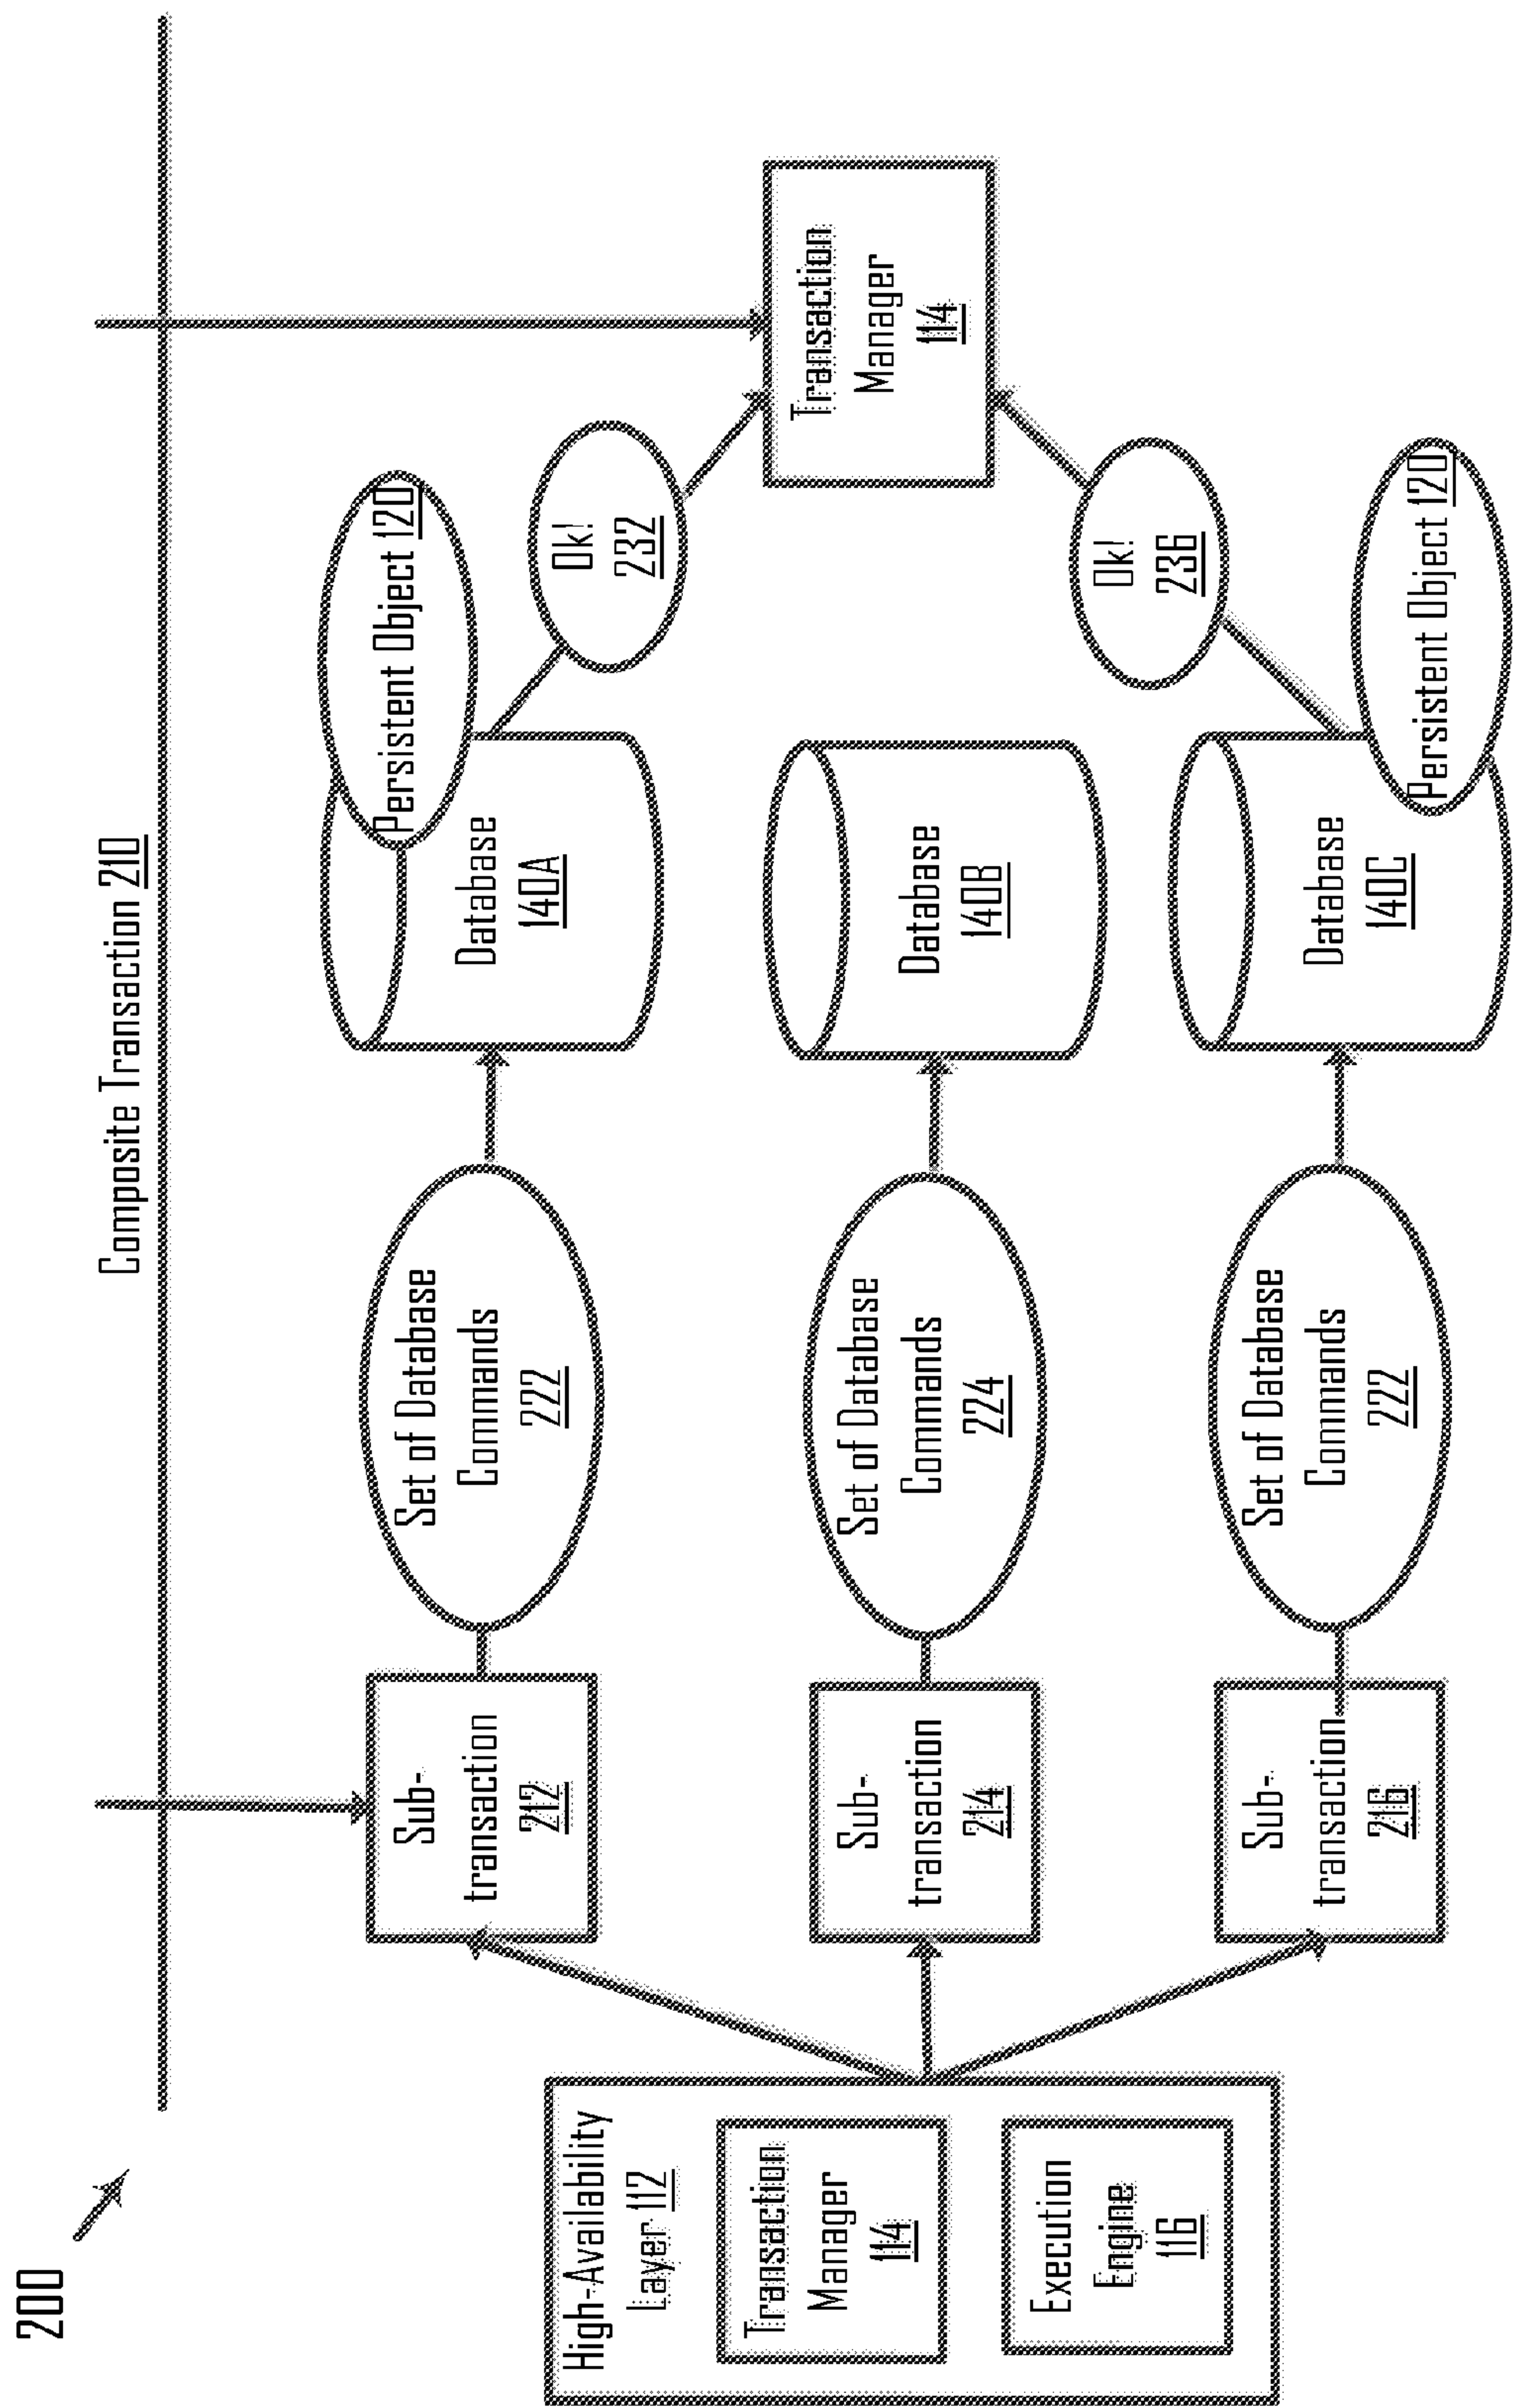 200
Composite Transaction 210
High-Availability
Layer 112
Transaction
Manager
114
Execution
Engine
116
Sub-
transaction
212
Set of Database
Commands
222
Database
140A
Persistent Object 120
Ok!
232
Sub-
transaction
214
Set of Database
Commands
224
Database
140B
Transaction
Manager
114
Sub-
transaction
216
Set of Database
Commands
222
Database
140C
Ok!
236
Persistent Object 120